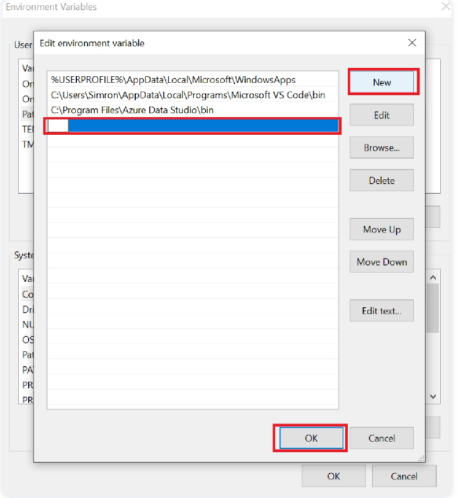 Environment Variables
User
Edit environment variable
%USERPROFILE%\AppData\Local\Microsoft\WindowsApps
C:\Users\Simron\AppData\Local\Programs\Microsoft VS Code\bin
C:\Program Files\Azure Data Studio\bin
New
Edit
Browse...
Delete
Move Up
Move Down
Edit text...
OK
Cancel
Va
On
On
Pat
TE
TM
Syste
Va
Co
Dri
NU
OS
Pat
PA
PR
PR
OK
Cancel